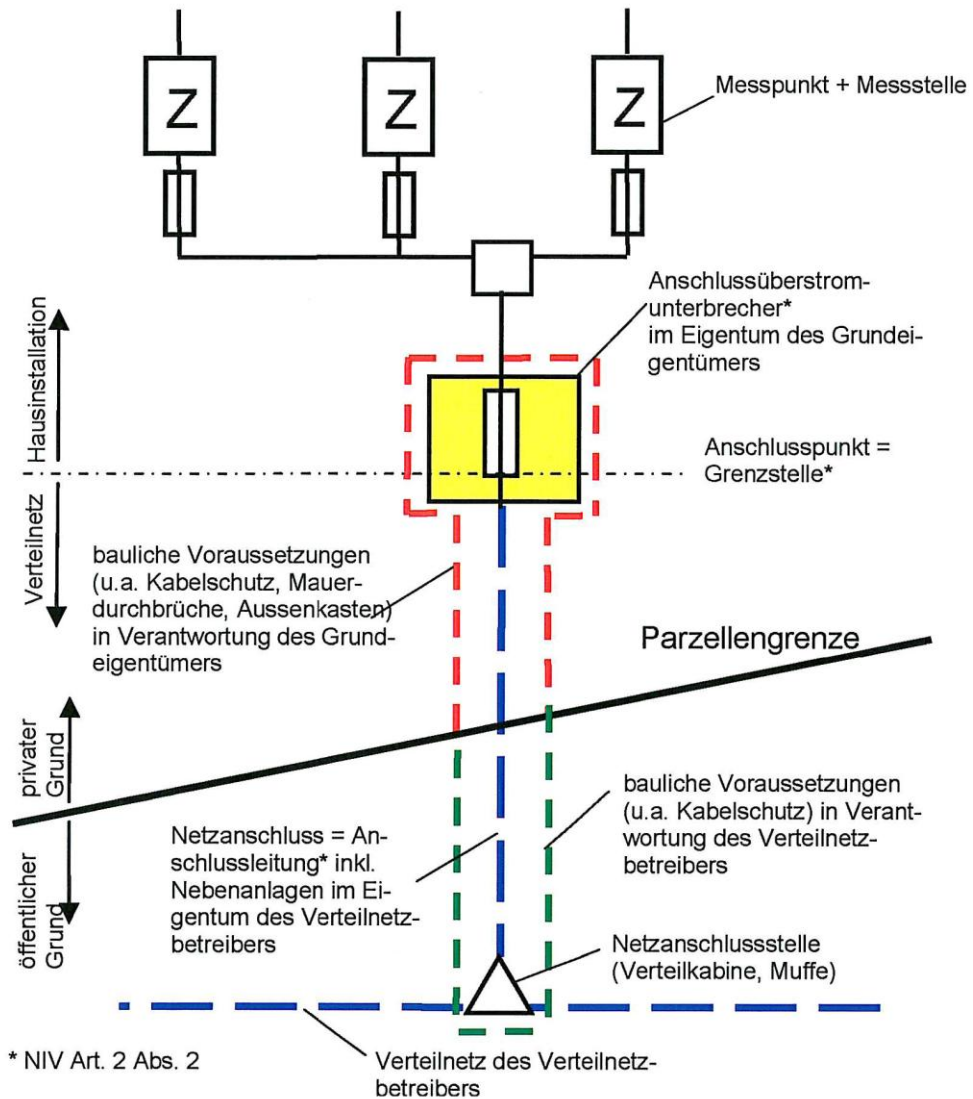 Z
Z
Z
Messpunkt + Messstelle
Anschlussüberstrom-
unterbrecher*
im Eigentum des Grundei-
gentümers
Hausinstallation
Anschlusspunkt =
Grenzstelle*
Verteilnetz
bauliche Voraussetzungen
(u.a. Kabelschutz, Mauer-
durchbrüche, Aussenkasten)
in Verantwortung des Grund-
eigentümers
Parzellengrenze
privater
Grund
bauliche Voraussetzungen
(u.a. Kabelschutz) in Verant-
wortung des Verteilnetz-
betreibers
Netzanschluss = An-
schlussleitung* inkl.
Nebenanlagen im Ei-
gentum des Verteilnetz-
betreibers
öffentlicher
Grund
Netzanschlussstelle
(Verteilkabine, Muffe)
* NIV Art. 2 Abs. 2
Verteilnetz des Verteilnetz-
betreibers